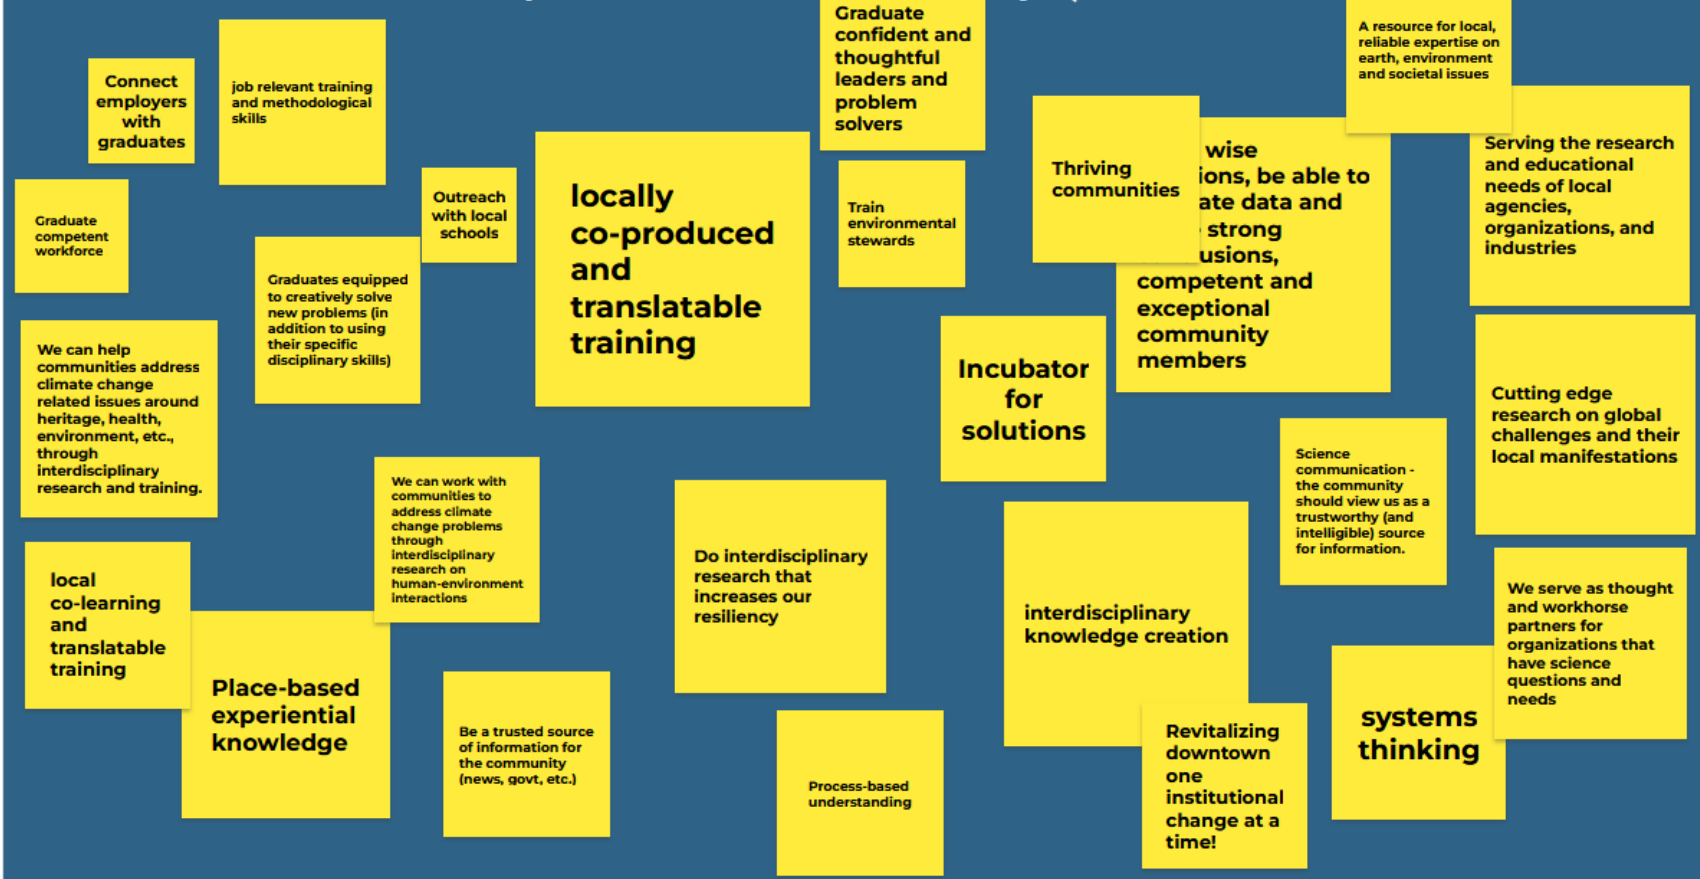 Graduate
confident and
thoughtful
leaders and
problem
solvers
A resource for local,
reliable expertise on
earth, environment
and societal issues
Connect
employers
with
graduates
job relevant training
and methodological
skills
Graduate
competent
workforce
Outreach
with local
schools
Graduates equipped
to creatively solve
new problems (in
addition to using
their specific
disciplinary skills)
locally
co-produced
and
translatable
training
Train
environmental
stewards
Thriving
communities
wise
be able to
data and
strong
competent and
exceptional
community
members
Serving the research
and educational
needs of local
agencies,
organizations, and
industries
We can help
communities address
climate change
related issues around
heritage, health,
environment, etc.,
through
interdisciplinary
research and training.
Incubator
for
solutions
Cutting edge
research on global
challenges and their
local manifestations
Science
communication -
the community
should view us as a
trustworthy (and
intelligible) source
for information.
We can work with
communities to
address climate
change problems
through
interdisciplinary
research on
human-environment
interactions
Do interdisciplinary
research that
increases our
resiliency
interdisciplinary
knowledge creation
We serve as thought
and workhorse
partners for
organizations that
have science
questions and
needs
local
co-learning
and
translatable
training
Place-based
experiential
knowledge
Be a trusted source
of information for
the community
(news, govt, etc.)
Process-based
understanding
Revitalizing
downtown
one
institutional
change at a
time!
systems
thinking